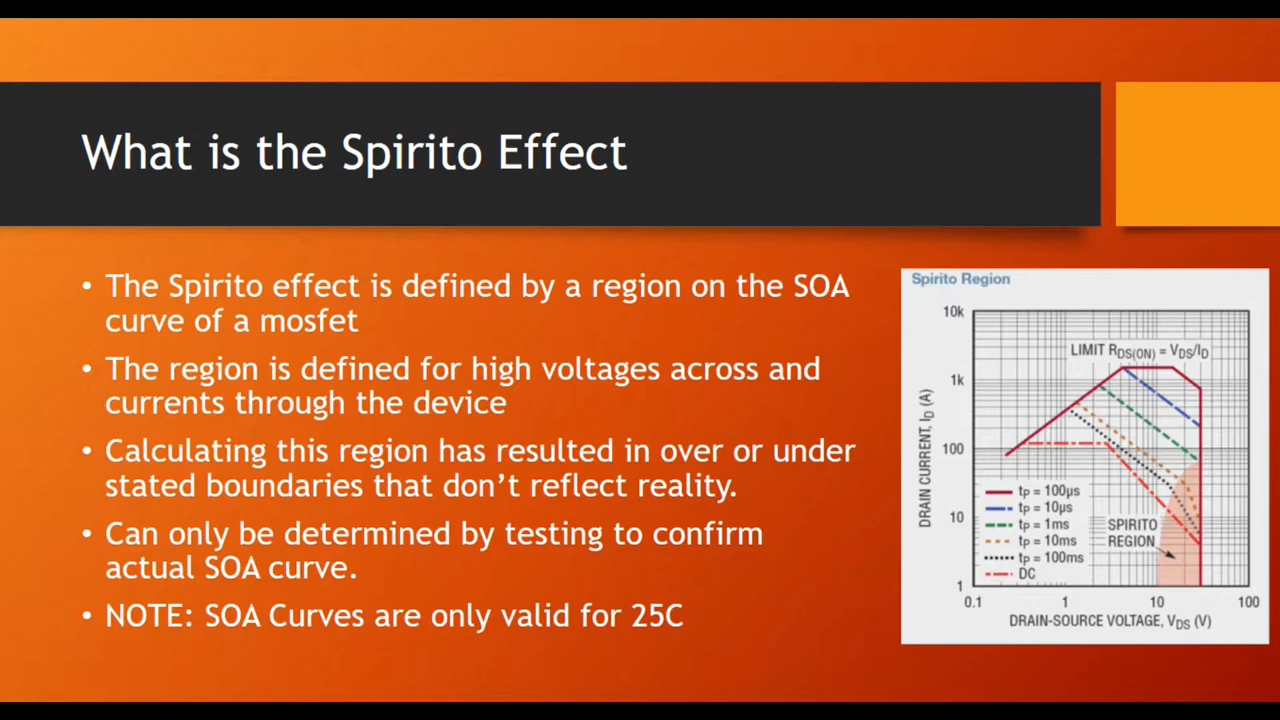 What is the Spirito Effect
• The Spirito effect is defined by a region on the SOA
curve of a mosfet
• The region is defined for high voltages across and
currents through the device
• Calculating this region has resulted in over or under
stated boundaries that don’t reflect reality.
• Can only be determined by testing to confirm
actual SOA curve.
• NOTE: SOA Curves are only valid for 25C
Spirito Region
10k
1k
100
10
1
0.1
1
10
100
DRAIN CURRENT, ID (A)
LIMIT RDS(ON) = VDS/ID
tP = 100µs
tP = 10µs
tP = 1ms
tP = 10ms
tP = 100ms
DC
SPIRITO
REGION
DRAIN-SOURCE VOLTAGE, VDS (V)